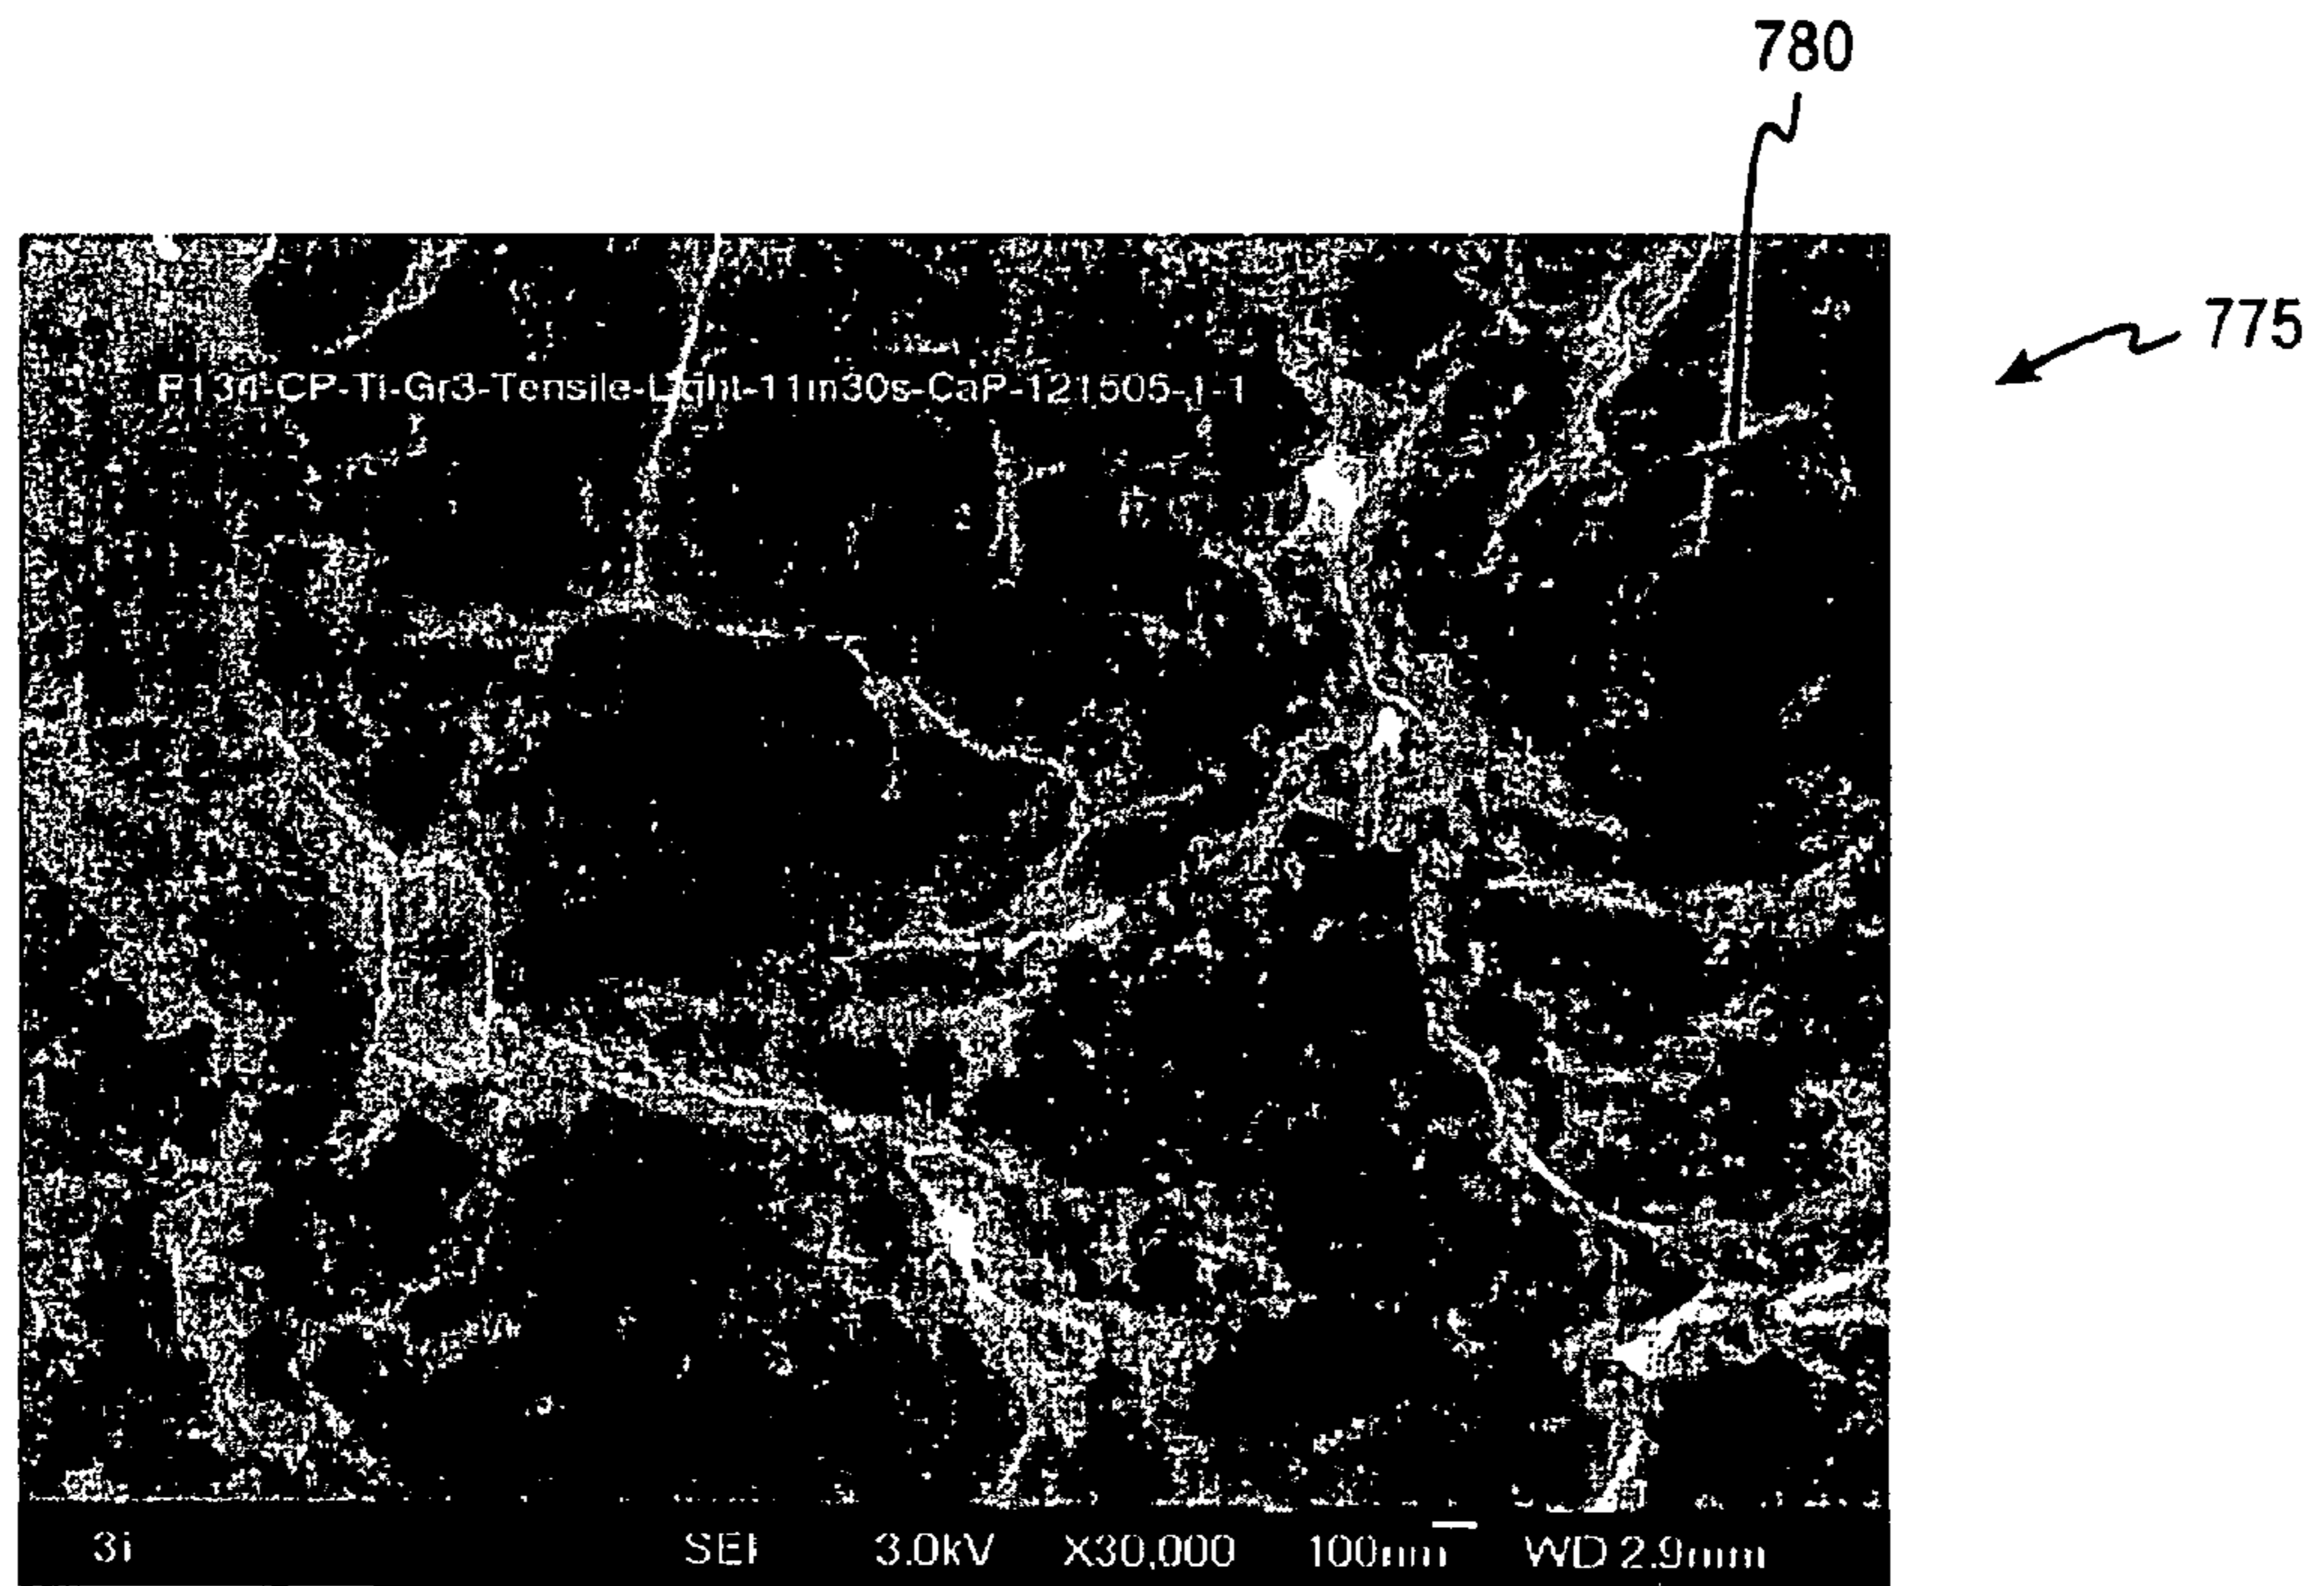 780
775
P134-CP-Ti-Gr3-Tensile-Light-11m30s-CaP-121505-1-1
3i SEI 3.0kV X30,000 100nm WD 2.9mm